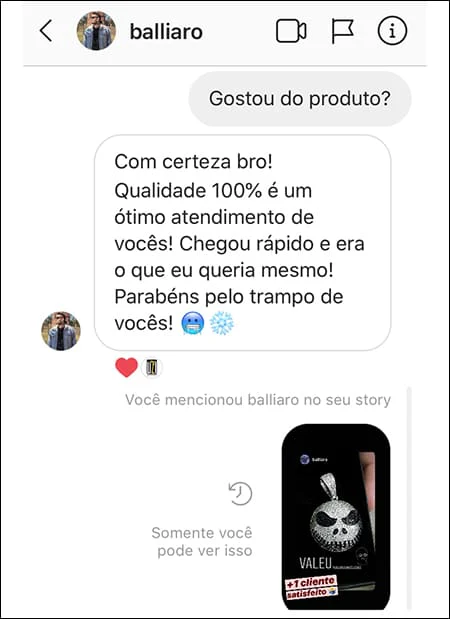 balliaro
Gostou do produto?
Com certeza bro!
Qualidade 100% é um
ótimo atendimento de
vocês! Chegou rápido e era
o que eu queria mesmo!
Parabéns pelo trampo de
vocês! 🥶❄️
Você mencionou balliaro no seu story
balliaro
Somente você
pode ver isso
VALEU
+1 cliente
satisfeito